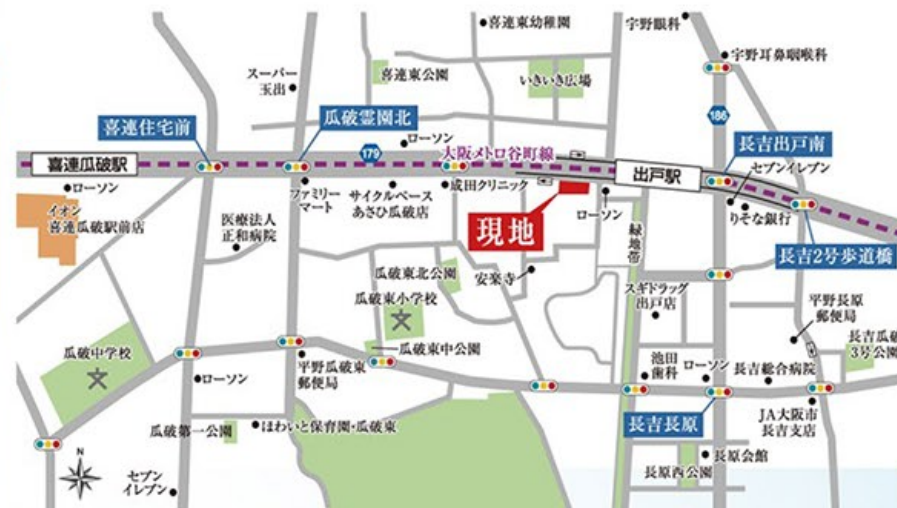 喜連東幼稚園
宇野眼科
宇野耳鼻咽喉科
スーパー
玉出
喜連東公園
いきいき広場
186
喜連住宅前
瓜破霊園北
179
ローソン
大阪メトロ谷町線
長吉出戸南
喜連瓜破駅
出戸駅
セブンイレブン
ローソン
ファミリー
マート
サイクルベース
あさひ瓜破店
成田クリニック
ローソン
りそな銀行
イオン
喜連瓜破駅前店
医療法人
正和病院
現地
緑地帯
長吉2号歩道橋
瓜破東北公園
安楽寺
スギドラッグ
出戸店
平野長原
郵便局
瓜破東小学校
長吉瓜破
3号公園
瓜破中学校
瓜破東中公園
平野瓜破東
郵便局
池田
歯科
ローソン
長吉総合病院
ローソン
長吉長原
JA大阪市
長吉支店
瓜破第一公園
ほわいと保育園・瓜破東
長原会館
長原西公園
N
セブン
イレブン